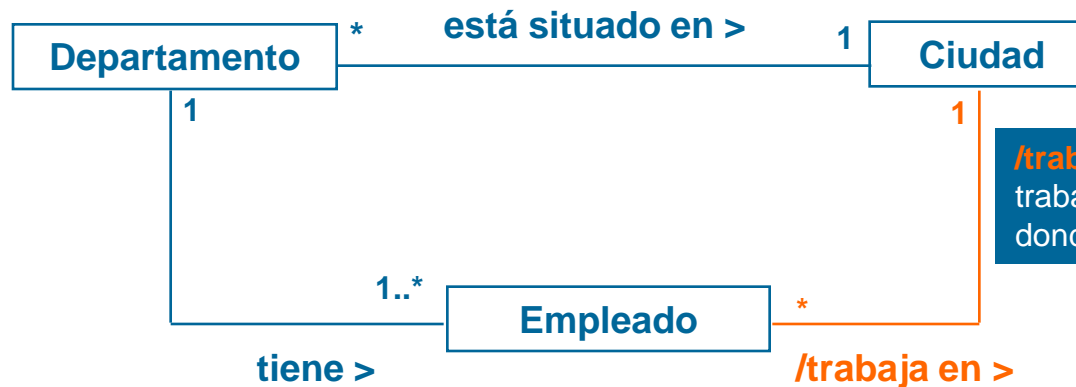 está situado en >
* 1
Departamento Ciudad
1 1
1..* *
Empleado
tiene > /trabaja en >